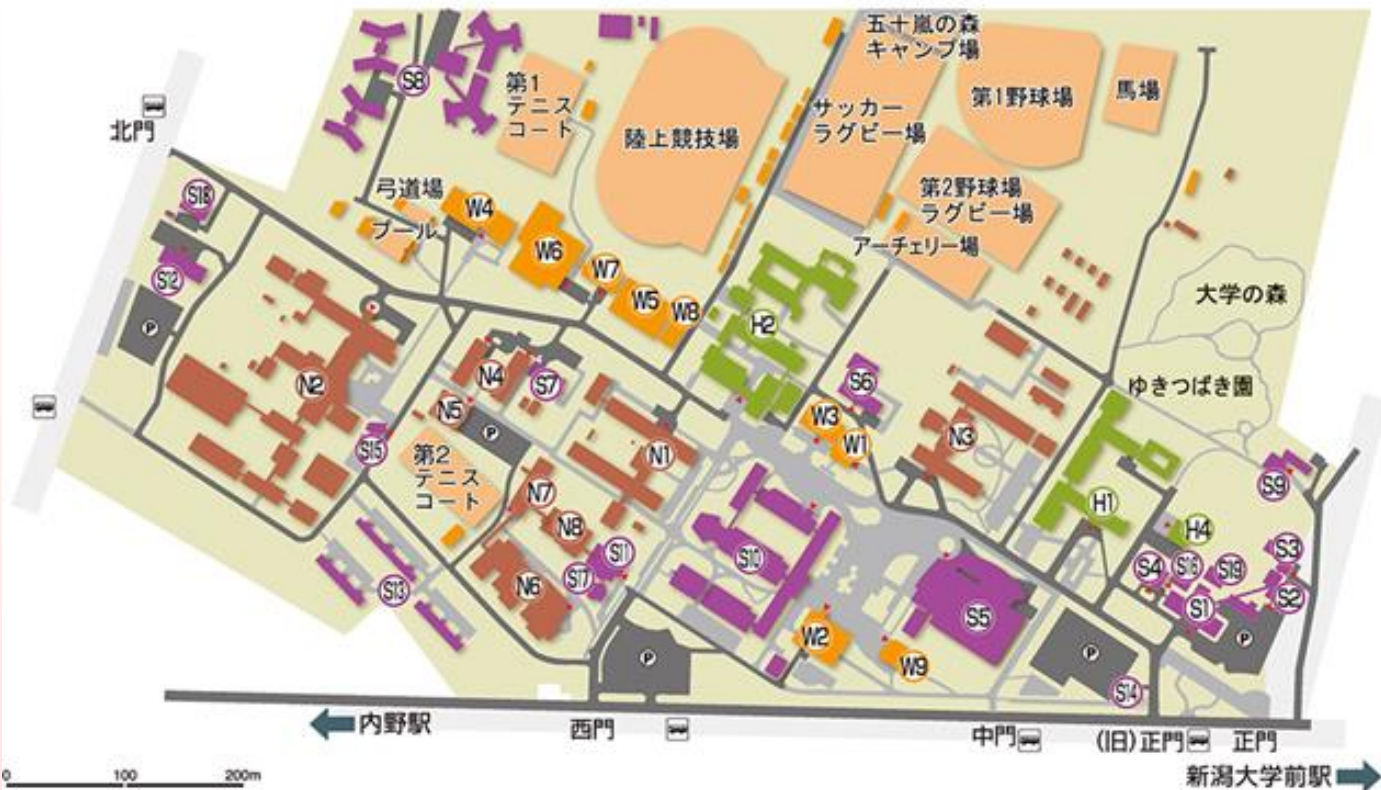 五十嵐の森
キャンプ場
S8
第1
テニス
コート
陸上競技場
サッカー
ラグビー場
第1野球場
馬場
北門
S18
弓道場
W4
プール
W6
第2野球場
ラグビー場
アーチェリー場
S12
W7
W5
W8
H2
大学の森
P
N2
N4
S7
S6
ゆきつばき園
N5
P
W3
W1
N3
S15
第2
テニス
コート
N1
S9
N7
N8
S11
S10
H1
H4
S3
S13
N6
S17
S4
S16
S19
S2
S1
S5
W2
W9
P
P
P
S14
内野駅
西門
中門
(旧)正門
正門
新潟大学前駅
0
100
200m